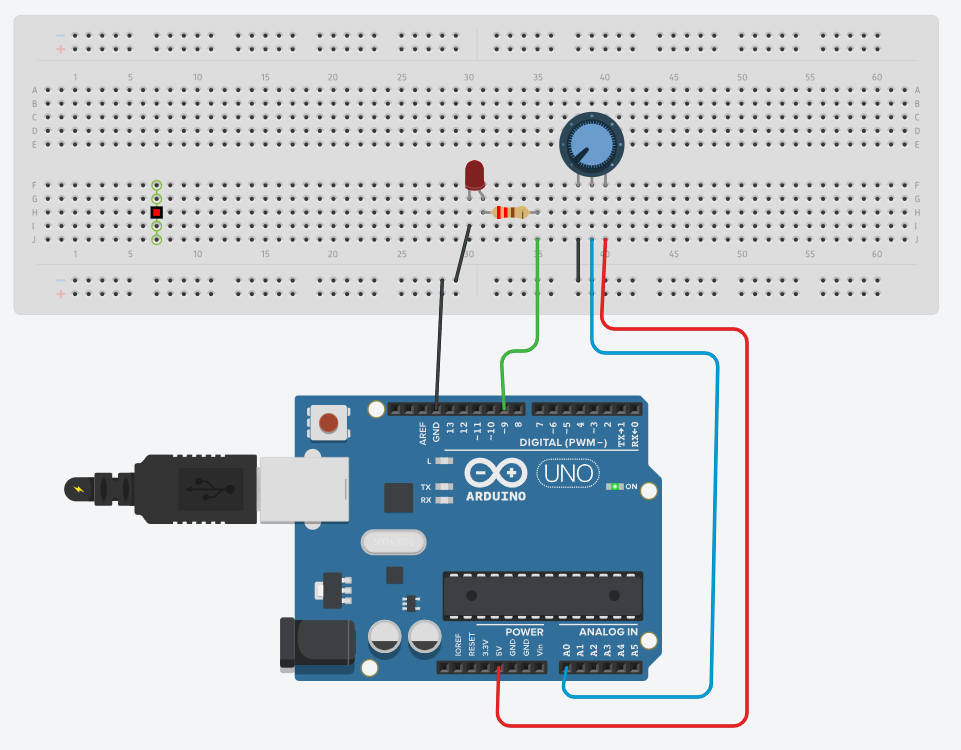 − +
1 5 10 15 20 25 30 35 40 45 50 55 60
A A
B B
C C
D D
E E
F F
G G
H H
I I
J J
1 5 10 15 20 25 30 40 45 50 55 60
− +
AREF GND 13 12 ~11 ~10 ~9 8 7 ~6 ~5 4 ~3 2 TX→1 RX←0
DIGITAL (PWM~)
L
TX
RX
ARDUINO
UNO
ON
POWER
ANALOG IN
IOREF RESET 3.3V 5V GND GND Vin A0 A1 A2 A3 A4 A5